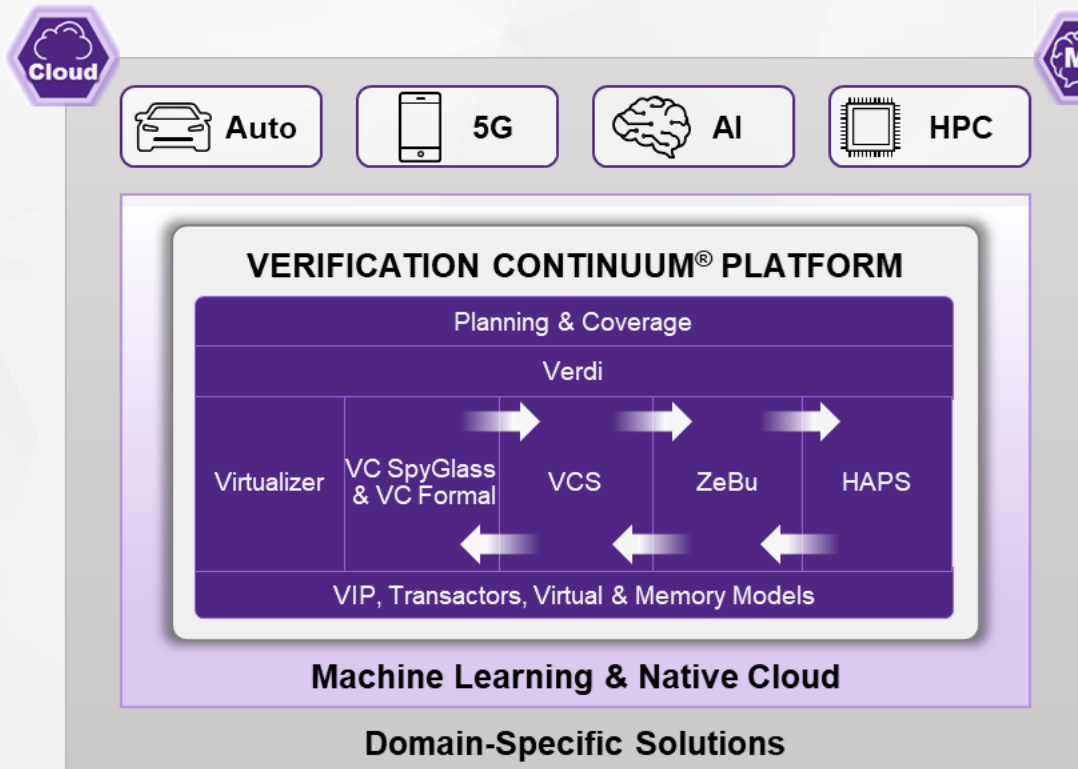 Cloud
Auto
5G
AI
HPC
VERIFICATION CONTINUUM® PLATFORM
Planning & Coverage
Verdi
Virtualizer
VC SpyGlass
& VC Formal
VCS
ZeBu
HAPS
VIP, Transactors, Virtual & Memory Models
Machine Learning & Native Cloud
Domain-Specific Solutions